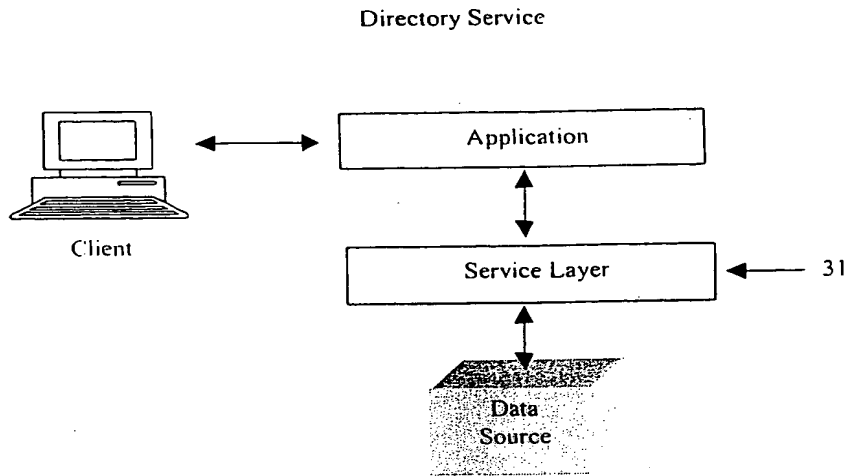 Directory Service
Application
Client
Service Layer
31
Data
Source